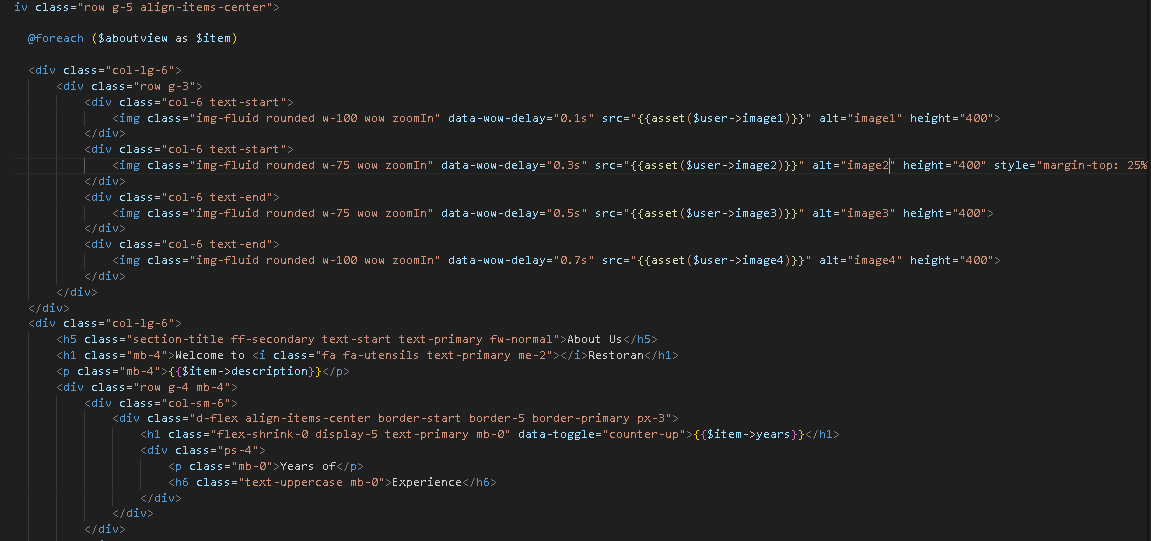 iv class="row g-5 align-items-center">
@foreach ($aboutview as $item)
<div class="col-lg-6">
<div class="row g-3">
<div class="col-6 text-start">
<img class="img-fluid rounded w-100 wow zoomIn" data-wow-delay="0.1s" src="{{asset($user->image1)}}" alt="image1" height="400">
</div>
<div class="col-6 text-start">
<img class="img-fluid rounded w-75 wow zoomIn" data-wow-delay="0.3s" src="{{asset($user->image2)}}" alt="image2" height="400" style="margin-top: 25%
</div>
<div class="col-6 text-end">
<img class="img-fluid rounded w-75 wow zoomIn" data-wow-delay="0.5s" src="{{asset($user->image3)}}" alt="image3" height="400">
</div>
<div class="col-6 text-end">
<img class="img-fluid rounded w-100 wow zoomIn" data-wow-delay="0.7s" src="{{asset($user->image4)}}" alt="image4" height="400">
</div>
</div>
</div>
<div class="col-lg-6">
<h5 class="section-title ff-secondary text-start text-primary fw-normal">About Us</h5>
<h1 class="mb-4">Welcome to <i class="fa fa-utensils text-primary me-2"></i>Restoran</h1>
<p class="mb-4">{{$item->description}}</p>
<div class="row g-4 mb-4">
<div class="col-sm-6">
<div class="d-flex align-items-center border-start border-5 border-primary px-3">
<h1 class="flex-shrink-0 display-5 text-primary mb-0" data-toggle="counter-up">{{$item->years}}</h1>
<div class="ps-4">
<p class="mb-0">Years of</p>
<h6 class="text-uppercase mb-0">Experience</h6>
</div>
</div>
</div>